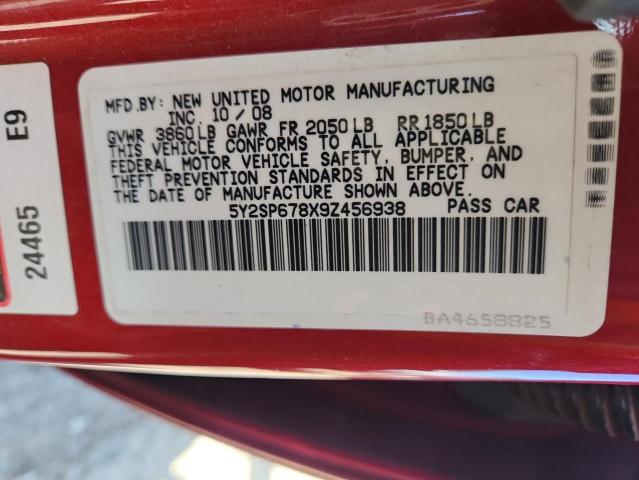 MFD.BY: NEW UNITED MOTOR MANUFACTURING
INC. 10/08
GVWR 3860LB GAWR FR 2050LB RR1850LB
THIS VEHICLE CONFORMS TO ALL APPLICABLE
FEDERAL MOTOR VEHICLE SAFETY, BUMPER, AND
THEFT PREVENTION STANDARDS IN EFFECT ON
THE DATE OF MANUFACTURE SHOWN ABOVE.
5Y2SP678X9Z456938 PASS CAR
BA4658825
24465 E9